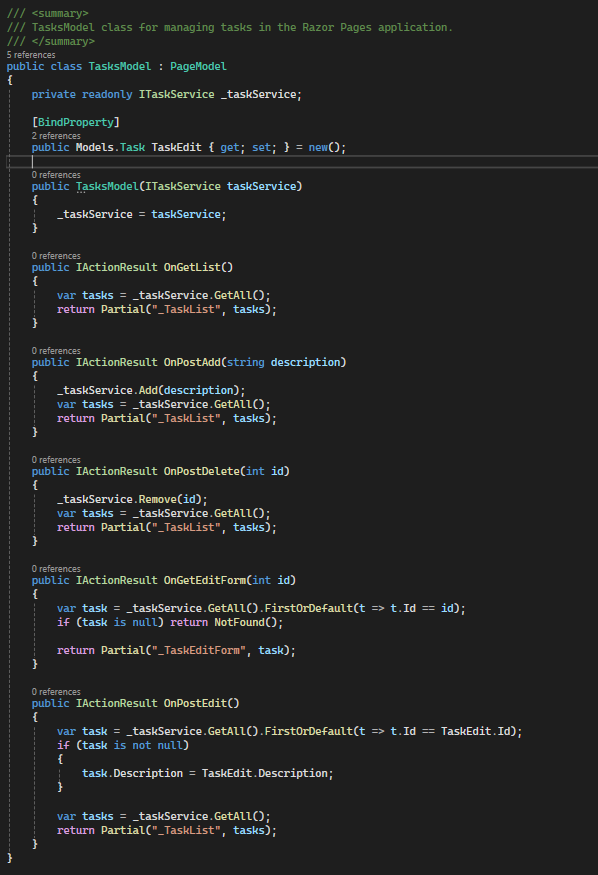 /// <summary>
/// TasksModel class for managing tasks in the Razor Pages application.
/// </summary>
5 references
public class TasksModel : PageModel
{
    private readonly ITaskService _taskService;

    [BindProperty]
    2 references
    public Models.Task TaskEdit { get; set; } = new();

    0 references
    public TasksModel(ITaskService taskService)
    {
        _taskService = taskService;
    }

    0 references
    public IActionResult OnGetList()
    {
        var tasks = _taskService.GetAll();
        return Partial("_TaskList", tasks);
    }

    0 references
    public IActionResult OnPostAdd(string description)
    {
        _taskService.Add(description);
        var tasks = _taskService.GetAll();
        return Partial("_TaskList", tasks);
    }

    0 references
    public IActionResult OnPostDelete(int id)
    {
        _taskService.Remove(id);
        var tasks = _taskService.GetAll();
        return Partial("_TaskList", tasks);
    }

    0 references
    public IActionResult OnGetEditForm(int id)
    {
        var task = _taskService.GetAll().FirstOrDefault(t => t.Id == id);
        if (task is null) return NotFound();

        return Partial("_TaskEditForm", task);
    }

    0 references
    public IActionResult OnPostEdit()
    {
        var task = _taskService.GetAll().FirstOrDefault(t => t.Id == TaskEdit.Id);
        if (task is not null)
        {
            task.Description = TaskEdit.Description;
        }

        var tasks = _taskService.GetAll();
        return Partial("_TaskList", tasks);
    }
}